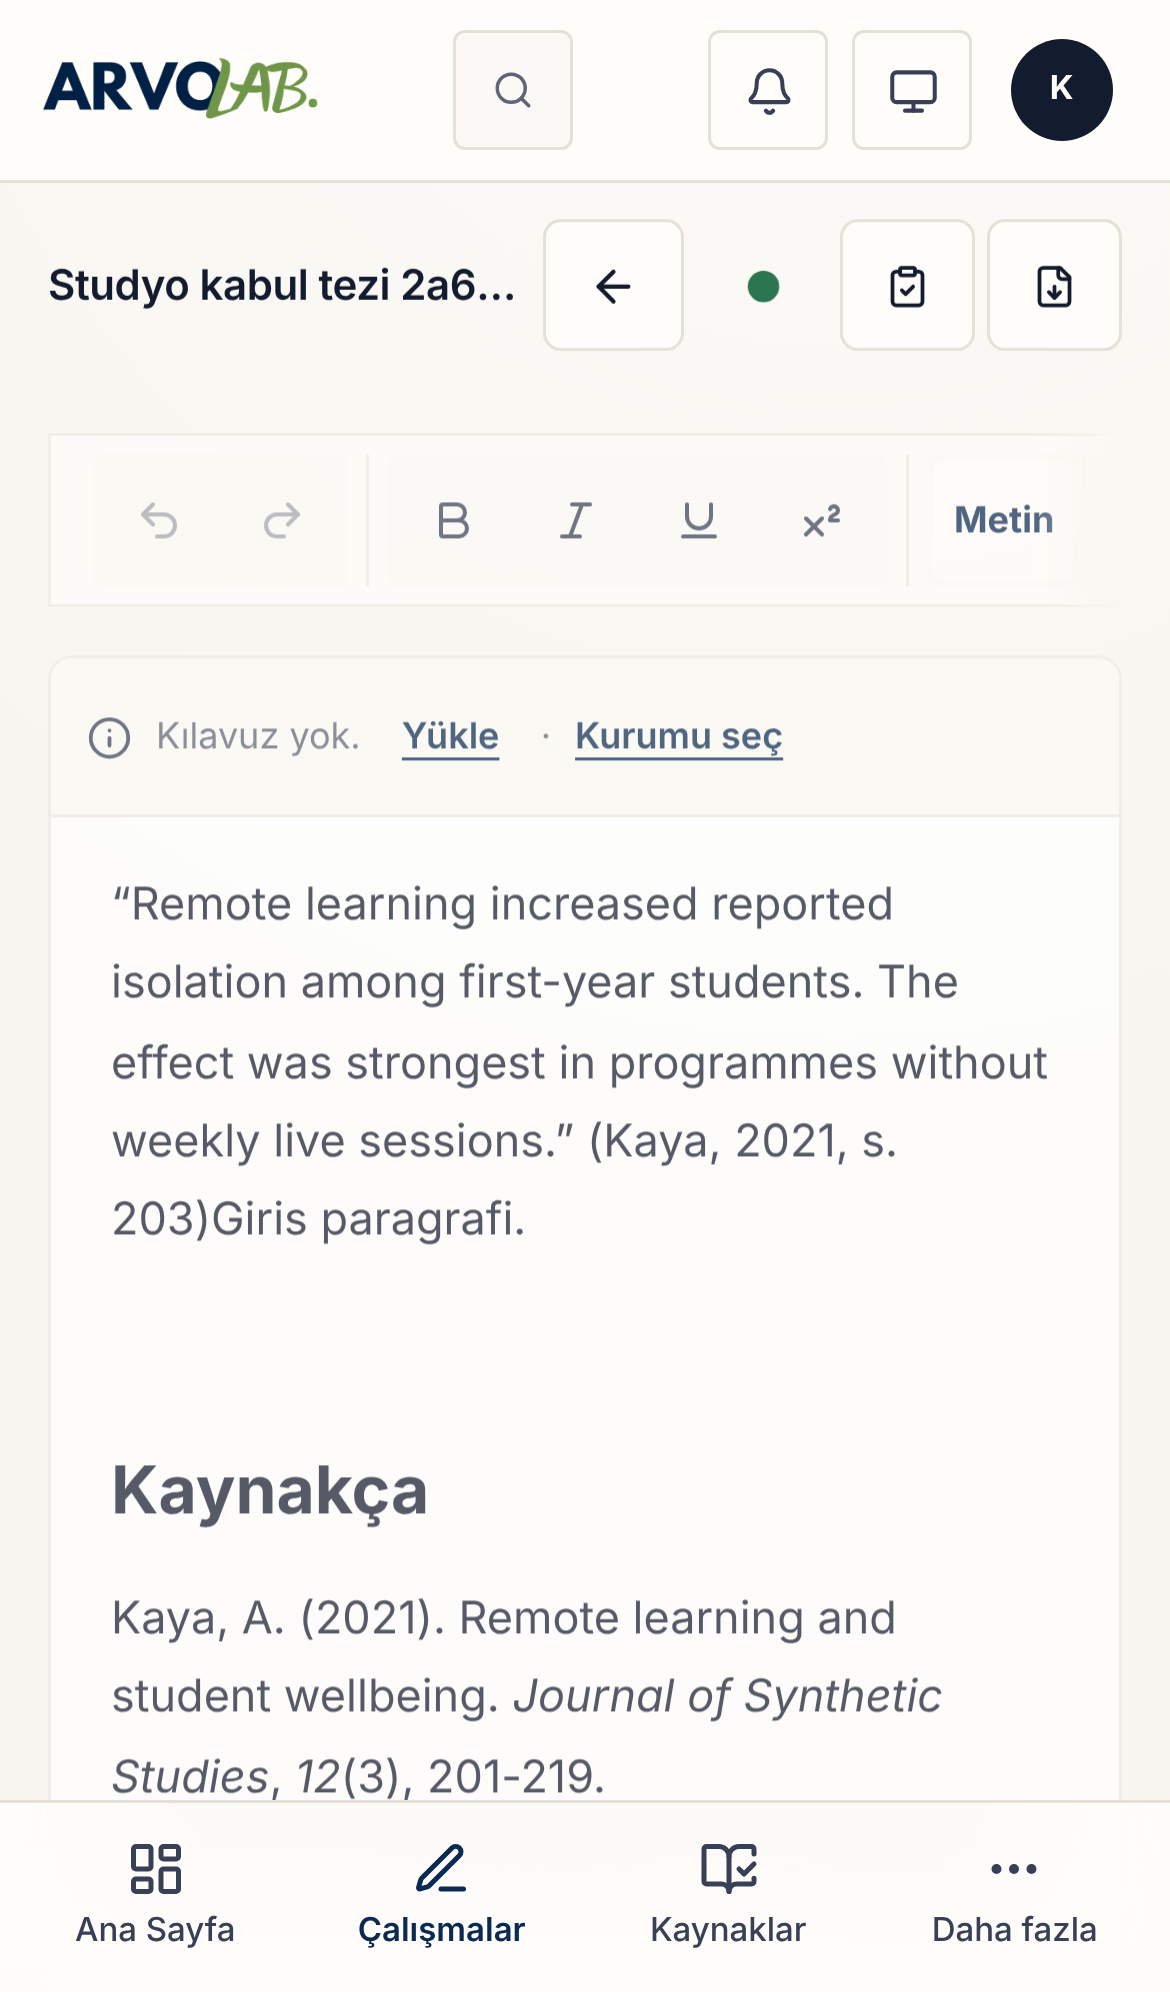 ARVOLAB.
K
Studyo kabul tezi 2a6...
B I U x²
Metin
Kılavuz yok. Yükle · Kurumu seç
“Remote learning increased reported
isolation among first-year students. The
effect was strongest in programmes without
weekly live sessions.” (Kaya, 2021, s.
203)Giris paragrafi.
Kaynakça
Kaya, A. (2021). Remote learning and
student wellbeing. Journal of Synthetic
Studies, 12(3), 201-219.
Ana Sayfa
Çalışmalar
Kaynaklar
Daha fazla